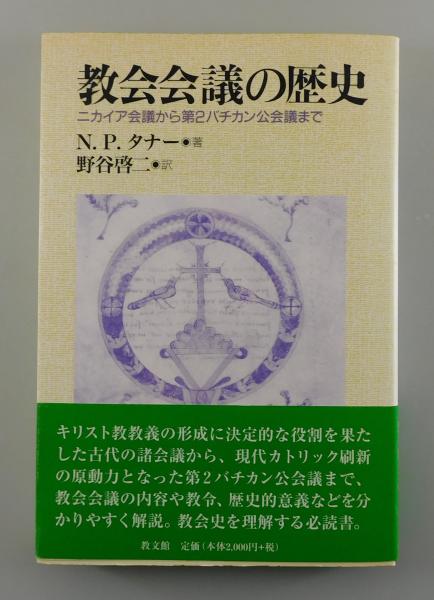 教会会議の歴史
ニカイア会議から第2バチカン公会議まで
N. P. タナー◉著
野谷啓二◉訳
キリスト教教義の形成に決定的な役割を果た
した古代の諸会議から、現代カトリック刷新
の原動力となった第2バチカン公会議まで、
教会会議の内容や教令、歴史的意義などを分
かりやすく解説。教会史を理解する必読書。
教文館 定価(本体2,000円+税)